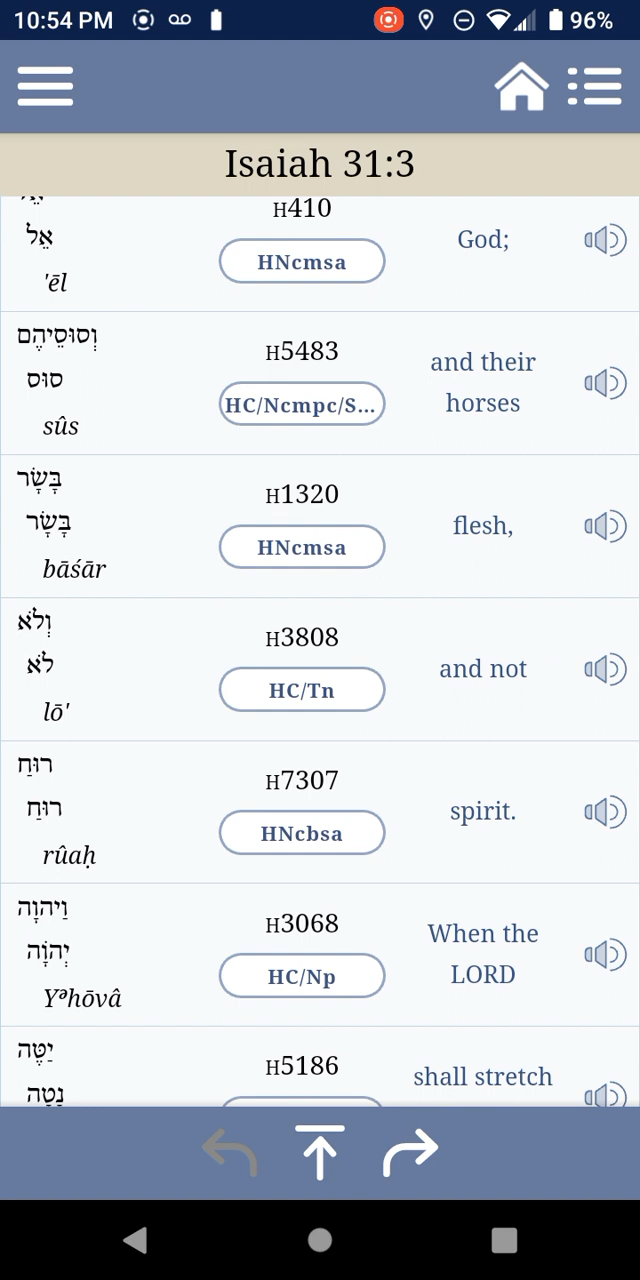 10:54 PM
96%
Isaiah 31:3
H410
אֵל
HNcmsa
God;
'ēl
וְסוּסֵיהֶם
H5483
and their
horses
סוּס
HC/Ncmpc/S...
sûs
בָּשָׂר
H1320
בָּשָׂר
HNcmsa
flesh,
bāśār
וְלֹא
H3808
לֹא
HC/Tn
and not
lō'
רוּחַ
H7307
רוּחַ
HNcbsa
spirit.
rûaḥ
וַיהוָה
H3068
When the
LORD
יְהֹוָה
HC/Np
Yᵊhōvâ
יַטֶּה
H5186
shall stretch
נָטָה